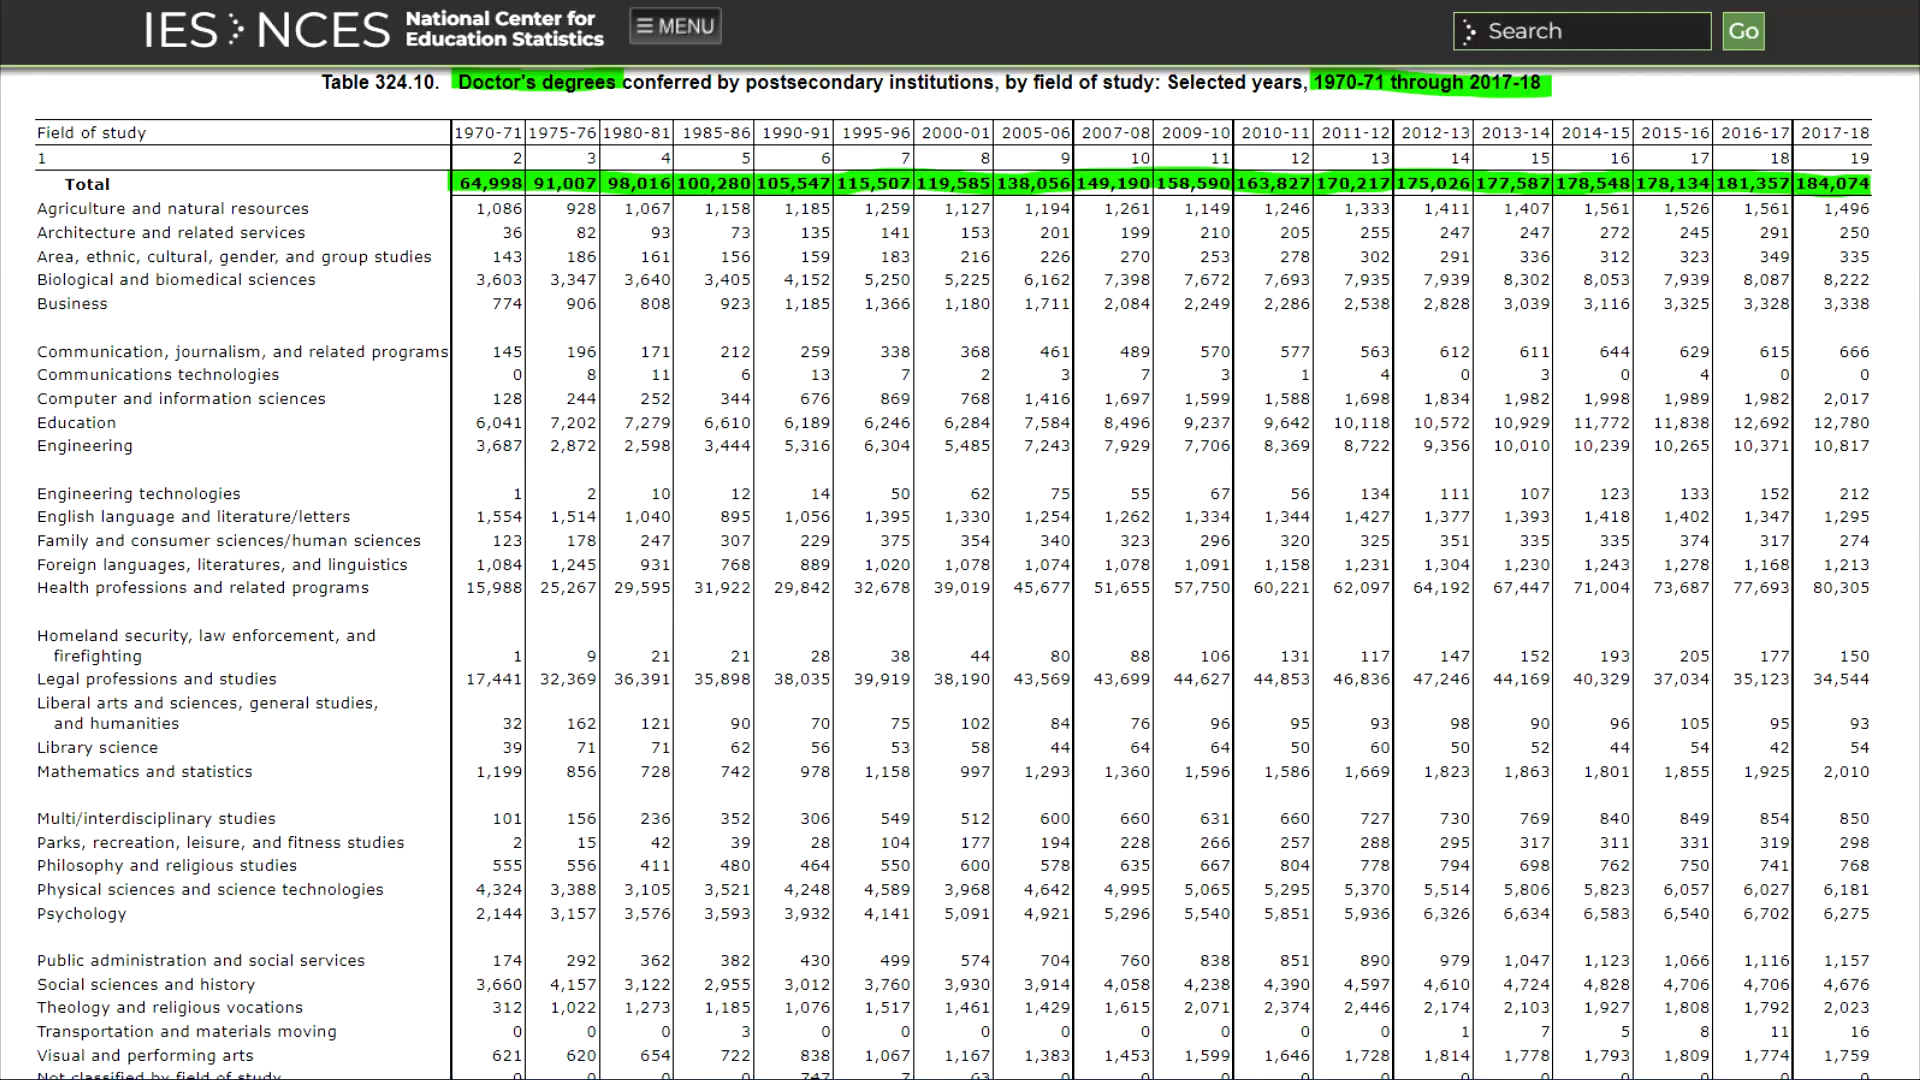 IES NCES National Center for Education Statistics ☰ MENU Search Go
Table 324.10. Doctor's degrees conferred by postsecondary institutions, by field of study: Selected years, 1970-71 through 2017-18
Field of study 1970-71 1975-76 1980-81 1985-86 1990-91 1995-96 2000-01 2005-06 2007-08 2009-10 2010-11 2011-12 2012-13 2013-14 2014-15 2015-16 2016-17 2017-18
1 2 3 4 5 6 7 8 9 10 11 12 13 14 15 16 17 18 19
Total 64,998 91,007 98,016 100,280 105,547 115,507 119,585 138,056 149,190 158,590 163,827 170,217 175,026 177,587 178,548 178,134 181,357 184,074
Agriculture and natural resources 1,086 928 1,067 1,158 1,185 1,259 1,127 1,194 1,261 1,149 1,246 1,333 1,411 1,407 1,561 1,526 1,561 1,496
Architecture and related services 36 82 93 73 135 141 153 201 199 210 205 255 247 247 272 245 291 250
Area, ethnic, cultural, gender, and group studies 143 186 161 156 159 183 216 226 270 253 278 302 291 336 312 323 349 335
Biological and biomedical sciences 3,603 3,347 3,640 3,405 4,152 5,250 5,225 6,162 7,398 7,672 7,693 7,935 7,939 8,302 8,053 7,939 8,087 8,222
Business 774 906 808 923 1,185 1,366 1,180 1,711 2,084 2,249 2,286 2,538 2,828 3,039 3,116 3,325 3,328 3,338
Communication, journalism, and related programs 145 196 171 212 259 338 368 461 489 570 577 563 612 611 644 629 615 666
Communications technologies 0 8 11 6 13 7 2 3 7 3 1 4 0 3 0 4 0 0
Computer and information sciences 128 244 252 344 676 869 768 1,416 1,697 1,599 1,588 1,698 1,834 1,982 1,998 1,989 1,982 2,017
Education 6,041 7,202 7,279 6,610 6,189 6,246 6,284 7,584 8,496 9,237 9,642 10,118 10,572 10,929 11,772 11,838 12,692 12,780
Engineering 3,687 2,872 2,598 3,444 5,316 6,304 5,485 7,243 7,929 7,706 8,369 8,722 9,356 10,010 10,239 10,265 10,371 10,817
Engineering technologies 1 2 10 12 14 50 62 75 55 67 56 134 111 107 123 133 152 212
English language and literature/letters 1,554 1,514 1,040 895 1,056 1,395 1,330 1,254 1,262 1,334 1,344 1,427 1,377 1,393 1,418 1,402 1,347 1,295
Family and consumer sciences/human sciences 123 178 247 307 229 375 354 340 323 296 320 325 351 335 335 374 317 274
Foreign languages, literatures, and linguistics 1,084 1,245 931 768 889 1,020 1,078 1,074 1,078 1,091 1,158 1,231 1,304 1,230 1,243 1,278 1,168 1,213
Health professions and related programs 15,988 25,267 29,595 31,922 29,842 32,678 39,019 45,677 51,655 57,750 60,221 62,097 64,192 67,447 71,004 73,687 77,693 80,305
Homeland security, law enforcement, and
firefighting 1 9 21 21 28 38 44 80 88 106 131 117 147 152 193 205 177 150
Legal professions and studies 17,441 32,369 36,391 35,898 38,035 39,919 38,190 43,569 43,699 44,627 44,853 46,836 47,246 44,169 40,329 37,034 35,123 34,544
Liberal arts and sciences, general studies,
and humanities 32 162 121 90 70 75 102 84 76 96 95 93 98 90 96 105 95 93
Library science 39 71 71 62 56 53 58 44 64 64 50 60 50 52 44 54 42 54
Mathematics and statistics 1,199 856 728 742 978 1,158 997 1,293 1,360 1,596 1,586 1,669 1,823 1,863 1,801 1,855 1,925 2,010
Multi/interdisciplinary studies 101 156 236 352 306 549 512 600 660 631 660 727 730 769 840 849 854 850
Parks, recreation, leisure, and fitness studies 2 15 42 39 28 104 177 194 228 266 257 288 295 317 311 331 319 298
Philosophy and religious studies 555 556 411 480 464 550 600 578 635 667 804 778 794 698 762 750 741 768
Physical sciences and science technologies 4,324 3,388 3,105 3,521 4,248 4,589 3,968 4,642 4,995 5,065 5,295 5,370 5,514 5,806 5,823 6,057 6,027 6,181
Psychology 2,144 3,157 3,576 3,593 3,932 4,141 5,091 4,921 5,296 5,540 5,851 5,936 6,326 6,634 6,583 6,540 6,702 6,275
Public administration and social services 174 292 362 382 430 499 574 704 760 838 851 890 979 1,047 1,123 1,066 1,116 1,157
Social sciences and history 3,660 4,157 3,122 2,955 3,012 3,760 3,930 3,914 4,058 4,238 4,390 4,597 4,610 4,724 4,828 4,706 4,706 4,676
Theology and religious vocations 312 1,022 1,273 1,185 1,076 1,517 1,461 1,429 1,615 2,071 2,374 2,446 2,174 2,103 1,927 1,808 1,792 2,023
Transportation and materials moving 0 0 0 3 0 0 0 0 0 0 0 0 1 7 5 8 11 16
Visual and performing arts 621 620 654 722 838 1,067 1,167 1,383 1,453 1,599 1,646 1,728 1,814 1,778 1,793 1,809 1,774 1,759
Not classified by field of study 0 0 0 0 747 7 63 0 0 0 0 0 0 0 0 0 0 0